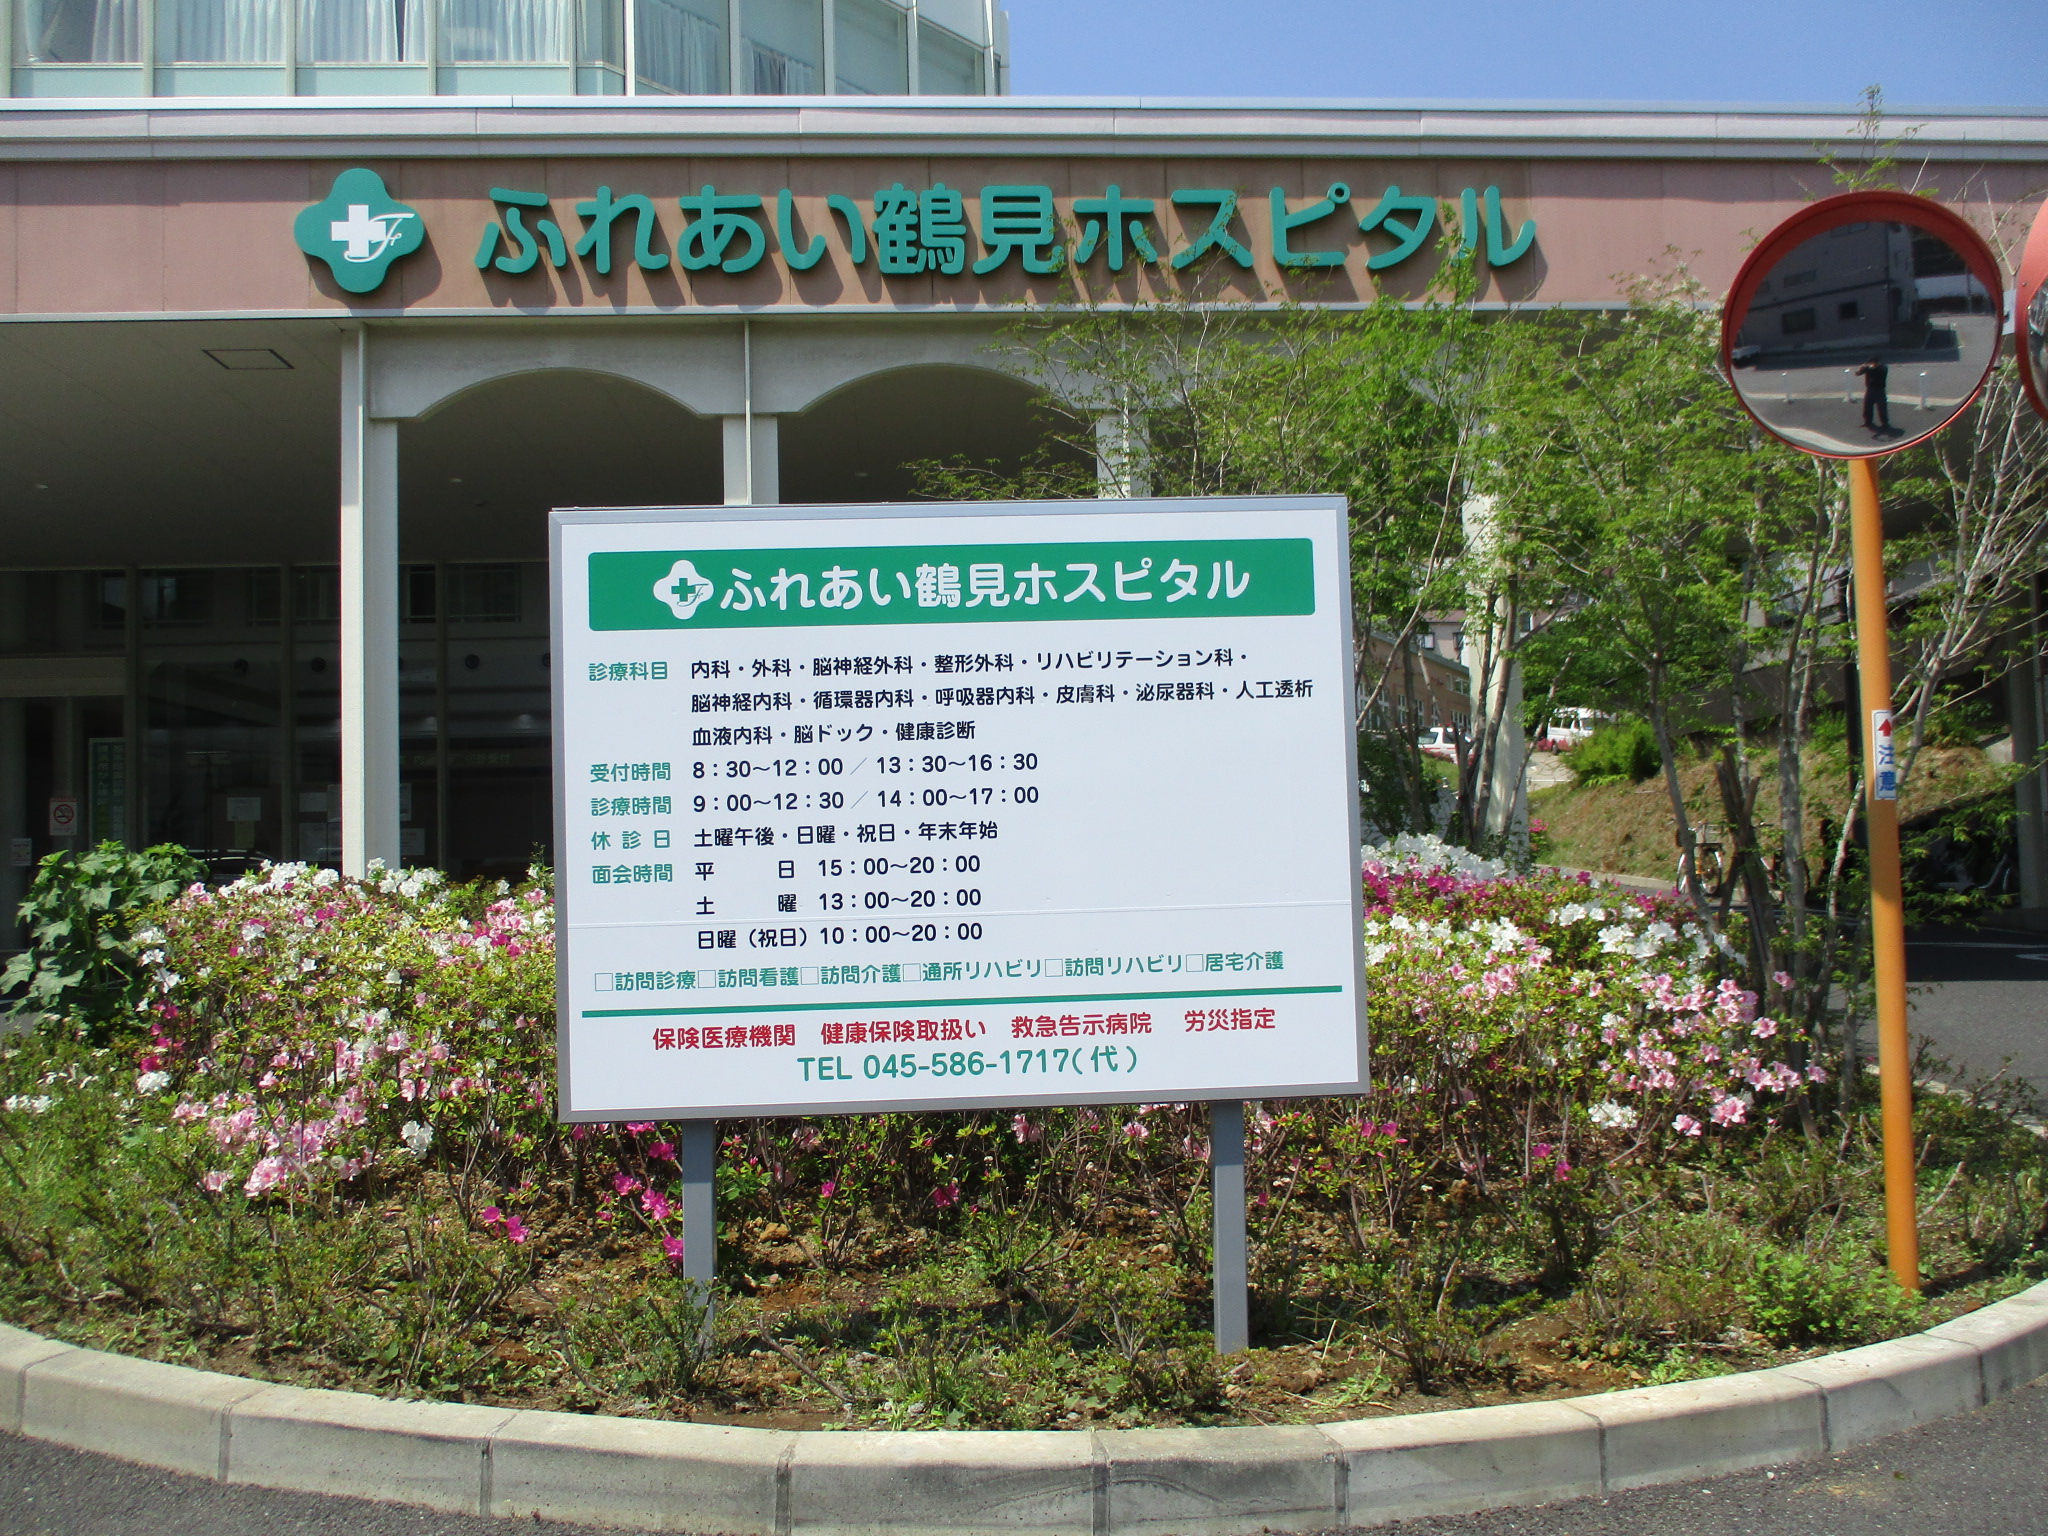 ふれあい鶴見ホスピタル
ふれあい鶴見ホスピタル
診療科目 内科・外科・脳神経外科・整形外科・リハビリテーション科・
脳神経内科・循環器内科・呼吸器内科・皮膚科・泌尿器科・人工透析
血液内科・脳ドック・健康診断
受付時間 8：30～12：00 ／ 13：30～16：30
診療時間 9：00～12：30 ／ 14：00～17：00
休診日 土曜午後・日曜・祝日・年末年始
面会時間 平日 15：00～20：00
土曜 13：00～20：00
日曜（祝日）10：00～20：00
□訪問診療□訪問看護□訪問介護□通所リハビリ□訪問リハビリ□居宅介護
保険医療機関 健康保険取扱い 救急告示病院 労災指定
TEL 045-586-1717(代)
注意